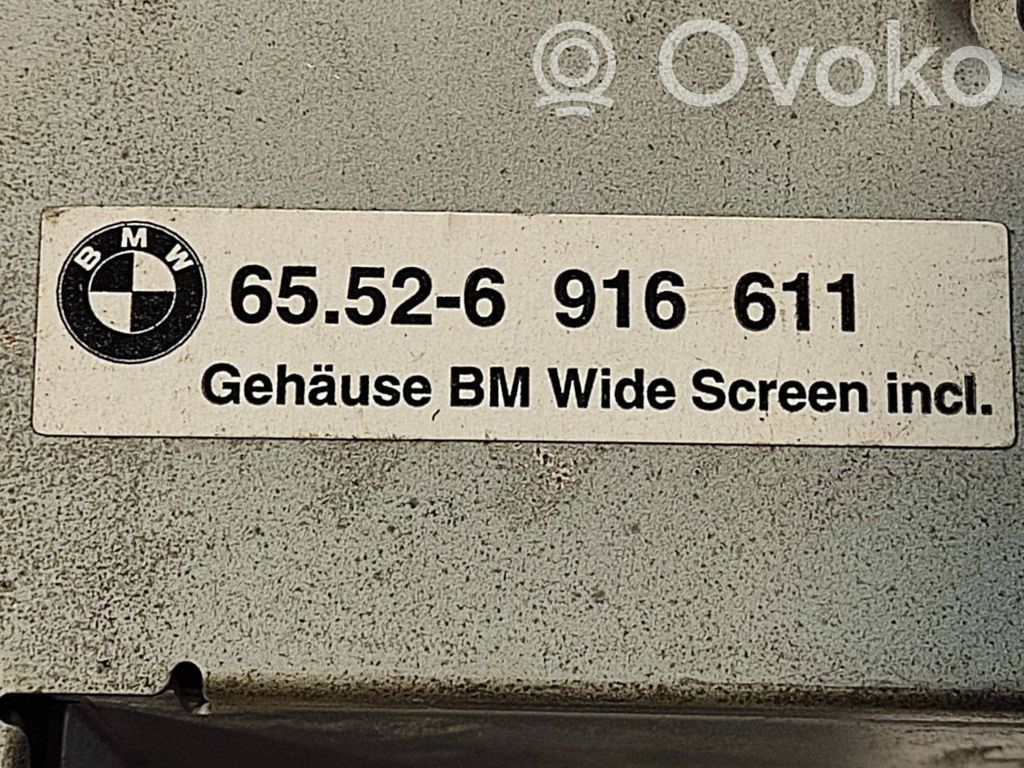 Ovoko
BMW
65.52-6 916 611
Gehäuse BM Wide Screen incl.